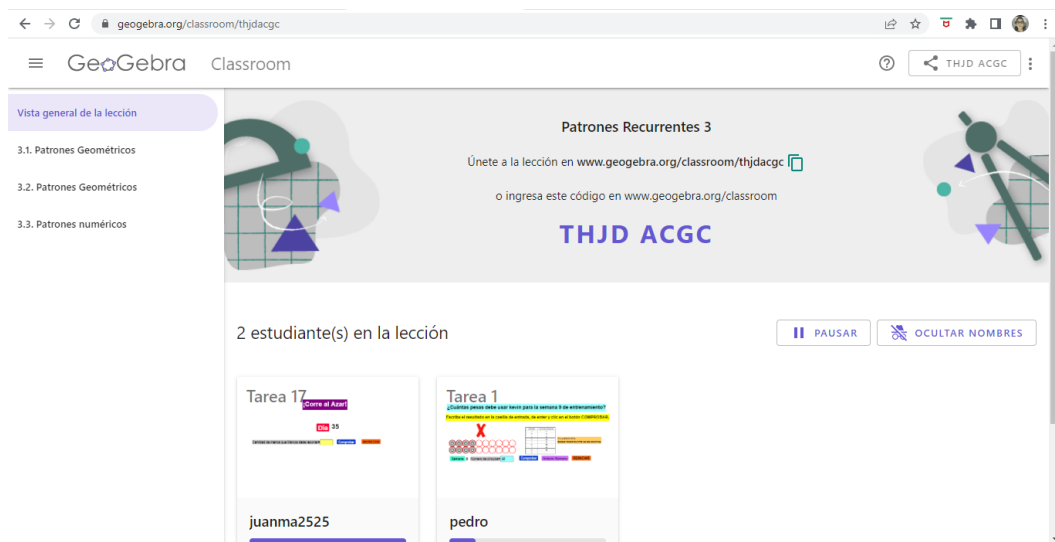 geogebra.org/classroom/thjdacgc
GeoGebra Classroom
THJD ACGC
Vista general de la lección
3.1. Patrones Geométricos
3.2. Patrones Geométricos
3.3. Patrones numéricos
Patrones Recurrentes 3
Únete a la lección en www.geogebra.org/classroom/thjdacgc
o ingresa este código en www.geogebra.org/classroom
THJD ACGC
2 estudiante(s) en la lección
PAUSAR
OCULTAR NOMBRES
Tarea 17
¡Corre al Azar!
Día 35
juanma2525
Tarea 1
¿Cuántas pesas debe usar kevin para la semana 9 de entrenamiento?
Escribe el resultado en la casilla de entrada, da enter y clic en el botón COMPROBAR.
pedro